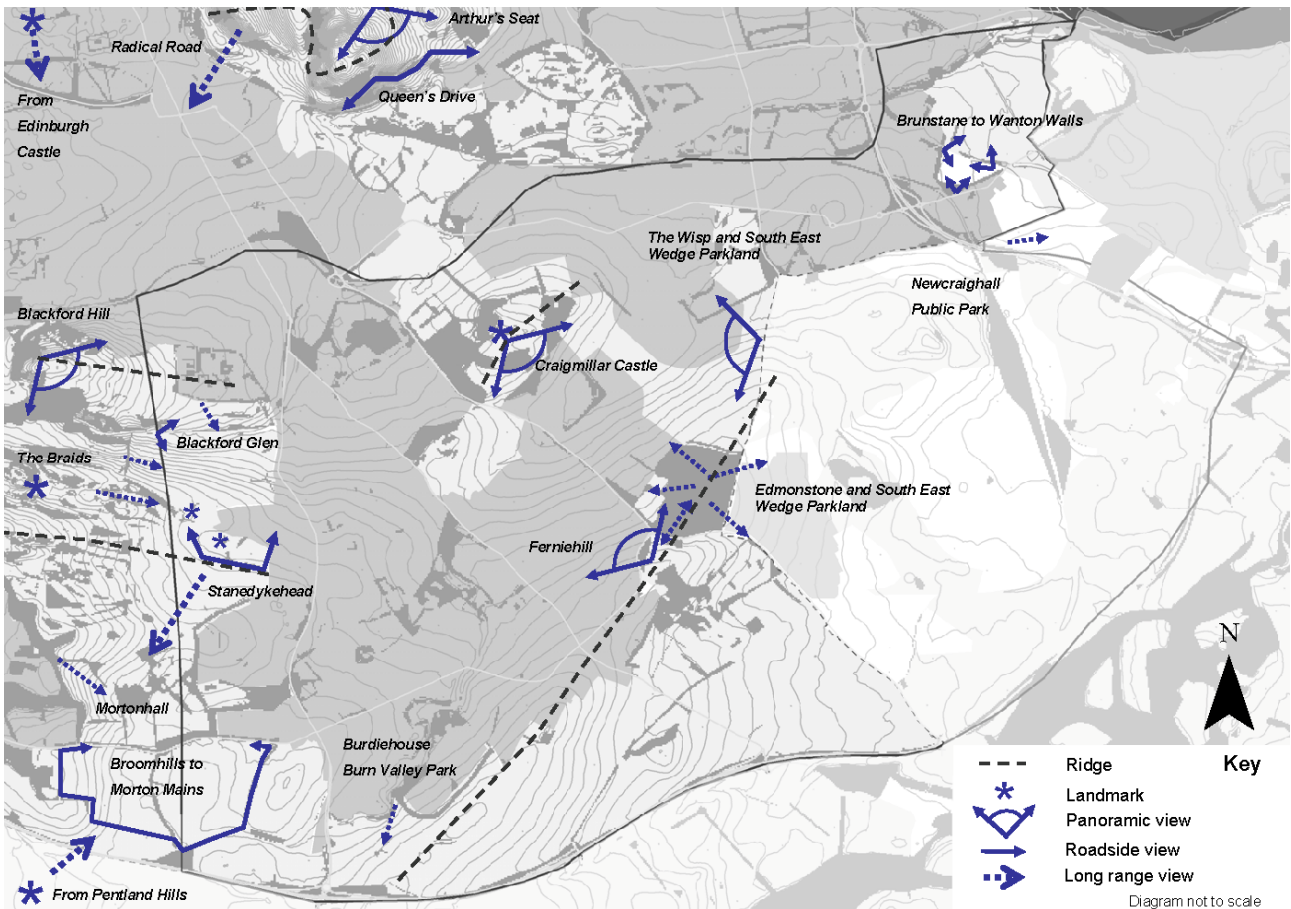 Arthur's Seat
Radical Road
Queen's Drive
From
Edinburgh
Castle
Brunstane to Wanton Walls
The Wisp and South East
Wedge Parkland
Newcraighall
Public Park
Blackford Hill
Craigmillar Castle
Blackford Glen
The Braids
Edmonstone and South East
Wedge Parkland
Ferniehill
Stanedykehead
Mortonhall
Broomhills to
Morton Mains
Burdiehouse
Burn Valley Park
From Pentland Hills
N
Key
Ridge
Landmark
Panoramic view
Roadside view
Long range view
Diagram not to scale